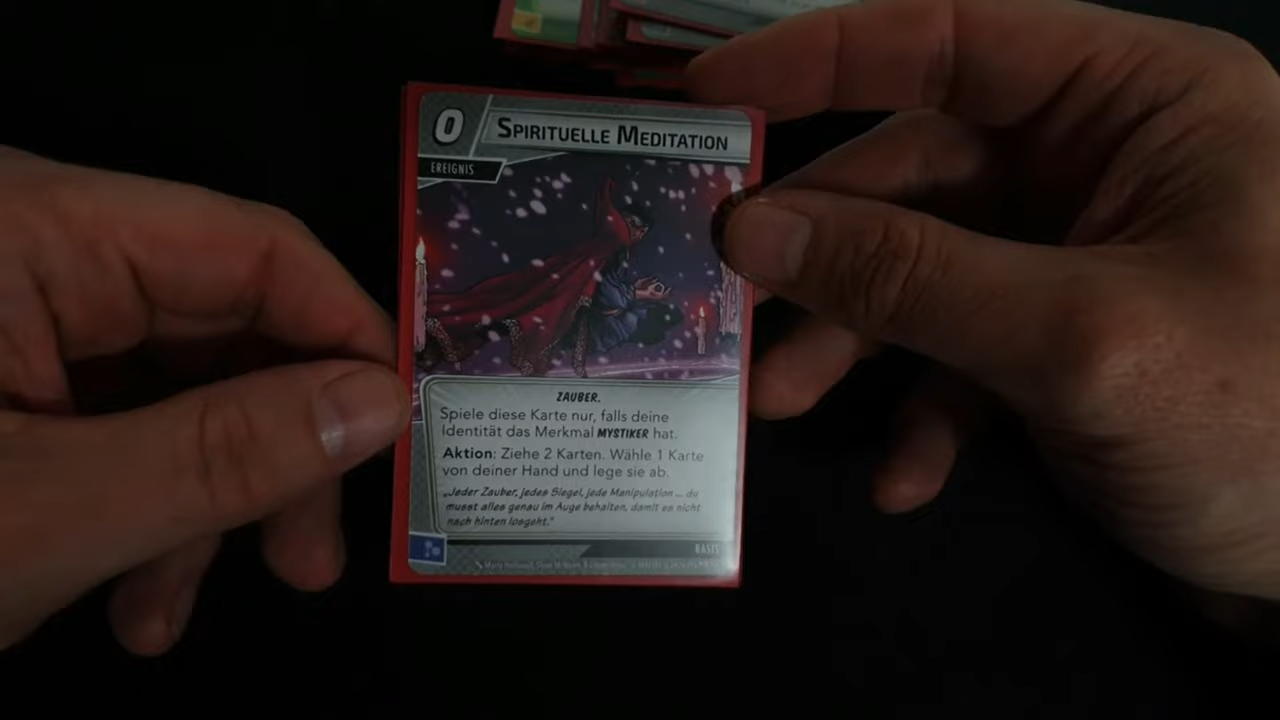 0
SPIRITUELLE MEDITATION
EREIGNIS
ZAUBER.
Spiele diese Karte nur, falls deine
Identität das Merkmal MYSTIKER hat.
Aktion: Ziehe 2 Karten. Wähle 1 Karte
von deiner Hand und lege sie ab.
„Jeder Zauber, jedes Siegel, jede Manipulation ... du
musst alles genau im Auge behalten, damit es nicht
nach hinten losgeht."
BASIS